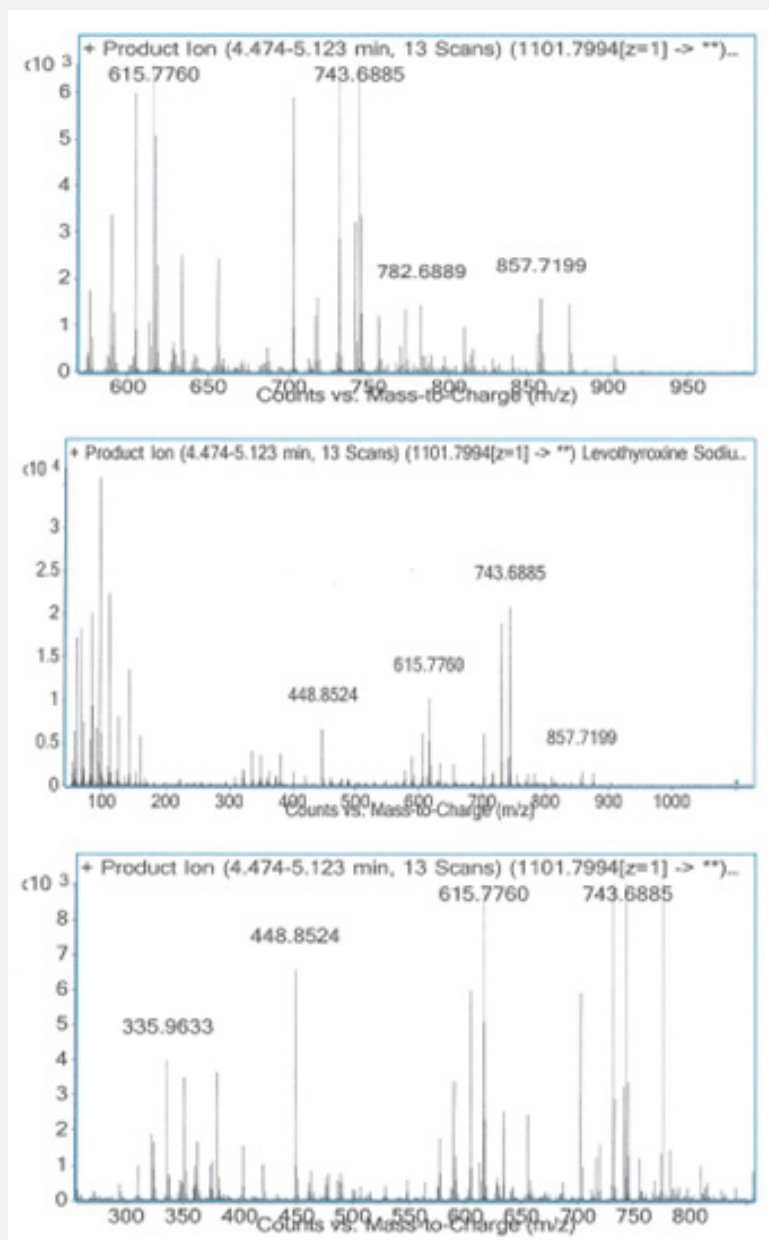 + Product Ion (4.474-5.123 min, 13 Scans) (1101.7994[z=1] -> **)...
x10 3
615.7760 743.6885
6
5
4
3
782.6889 857.7199
2
1
0
600 650 700 750 800 850 900 950
Counts vs. Mass-to-Charge (m/z)
+ Product Ion (4.474-5.123 min, 13 Scans) (1101.7994[z=1] -> **) Levothyroxine Sodiu...
x10 4
3
2.5
743.6885
2
1.5
615.7760
448.8524
1
857.7199
0.5
0
100 200 300 400 500 600 700 800 900 1000
Counts vs. Mass-to-Charge (m/z)
+ Product Ion (4.474-5.123 min, 13 Scans) (1101.7994[z=1] -> **)...
x10 3
615.7760 743.6885
8
448.8524
7
6
5
335.9633
4
3
2
1
0
300 350 400 450 500 550 600 650 700 750 800
Counts vs. Mass-to-Charge (m/z)